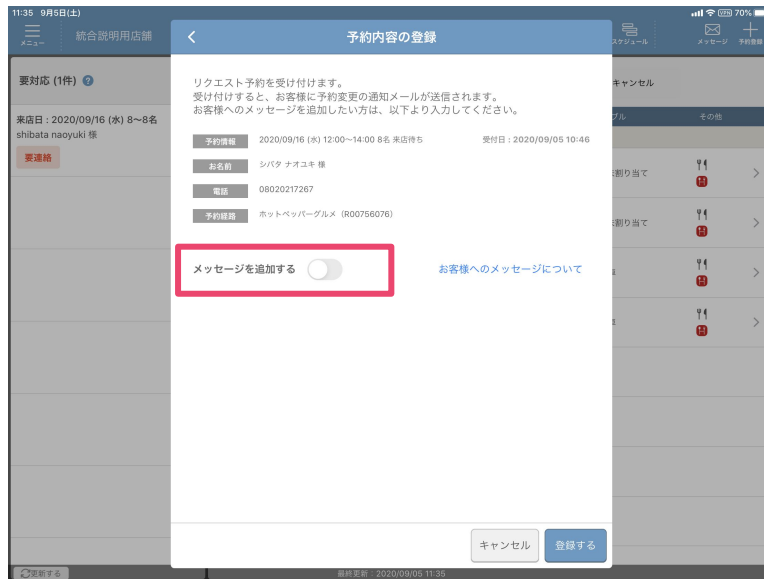 11:35 9月5日(土)
VPN 70%
メニュー
統合説明用店舗
予約内容の登録
スケジュール
メッセージ
予約登録
要対応 (1件) ?
キャンセル
来店日:2020/09/16 (水) 8〜8名
shibata naoyuki 様
要連絡
ブル
その他
リクエスト予約を受け付けます。
受け付けすると、お客様に予約変更の通知メールが送信されます。
お客様へのメッセージを追加したい方は、以下より入力してください。
予約情報 2020/09/16 (水) 12:00〜14:00 8名 来店待ち 受付日:2020/09/05 10:46
お名前 シバタ ナオユキ 様
電話 08020217267
予約経路 ホットペッパーグルメ (R00756076)
割り当て
割り当て
メッセージを追加する
お客様へのメッセージについて
キャンセル
登録する
更新する
最終更新:2020/09/05 11:35